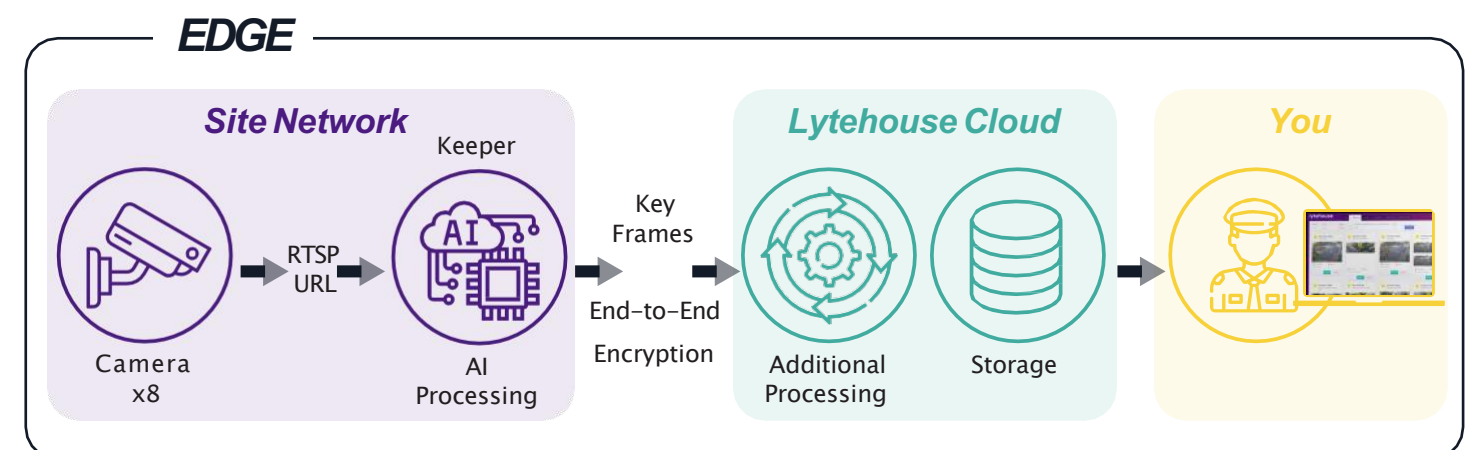 EDGE
Site Network
Keeper
AI
RTSP
URL
Camera
x8
AI
Processing
Key
Frames
End-to-End
Encryption
Lytehouse Cloud
Additional
Processing
Storage
You